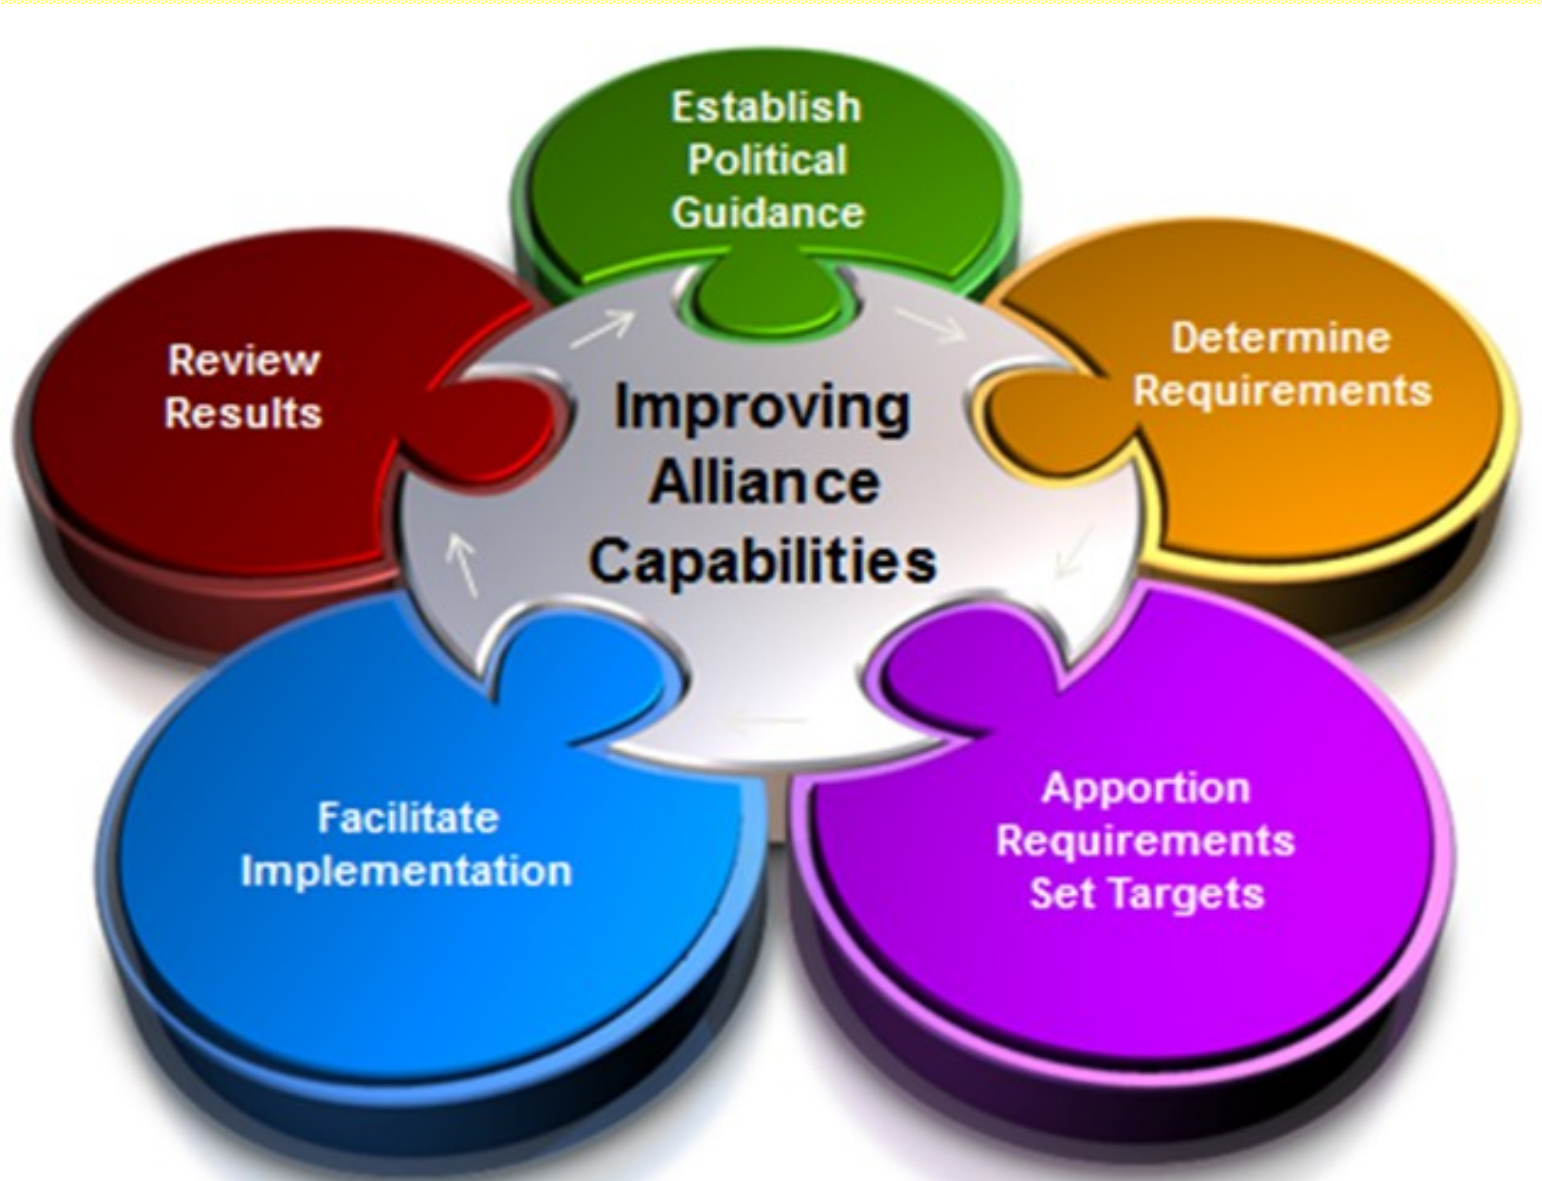 Establish
Political
Guidance
Determine
Requirements
Review
Results
Improving
Alliance
Capabilities
Facilitate
Implementation
Apportion
Requirements
Set Targets